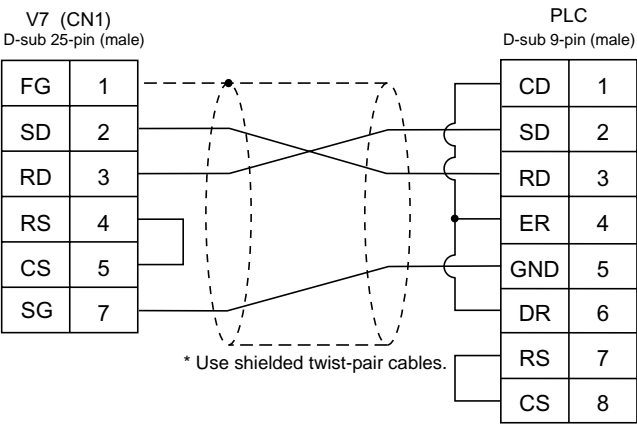 V7 (CN1)
D-sub 25-pin (male)
FG 1
SD 2
RD 3
RS 4
CS 5
SG 7
* Use shielded twist-pair cables.
PLC
D-sub 9-pin (male)
CD 1
SD 2
RD 3
ER 4
GND 5
DR 6
RS 7
CS 8